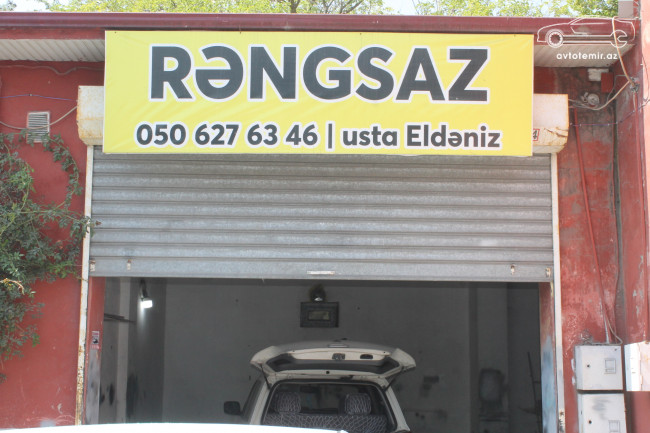 RƏNGSAZ
050 627 63 46 | usta Eldəniz
avtotemir.az